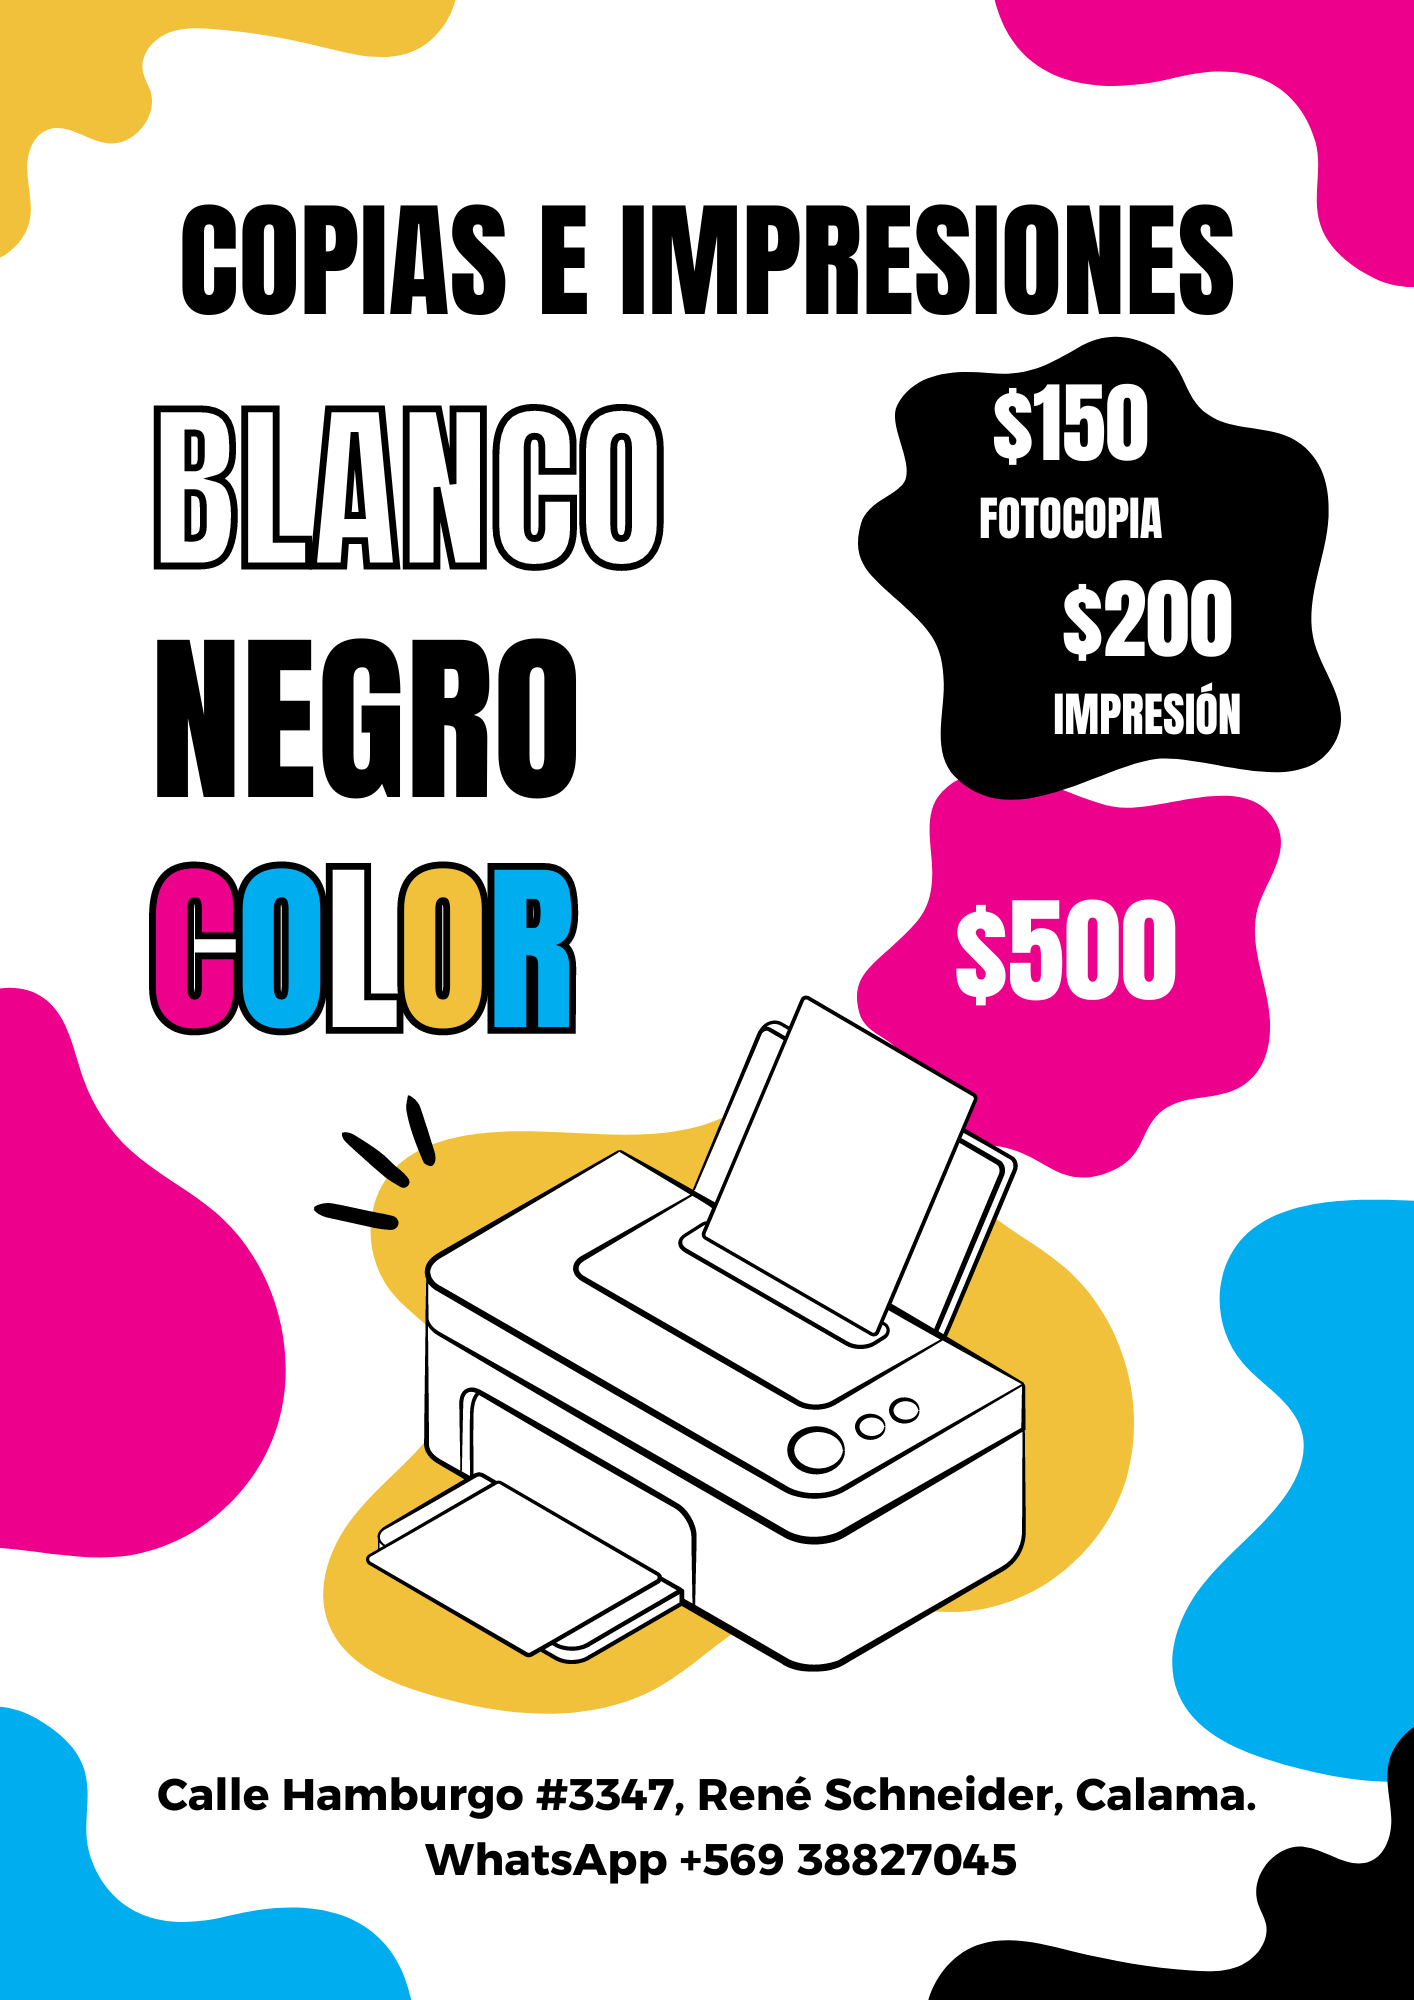 COPIAS E IMPRESIONES
BLANCO
NEGRO
COLOR
$150
FOTOCOPIA
$200
IMPRESIÓN
$500
Calle Hamburgo #3347, René Schneider, Calama.
WhatsApp +569 38827045